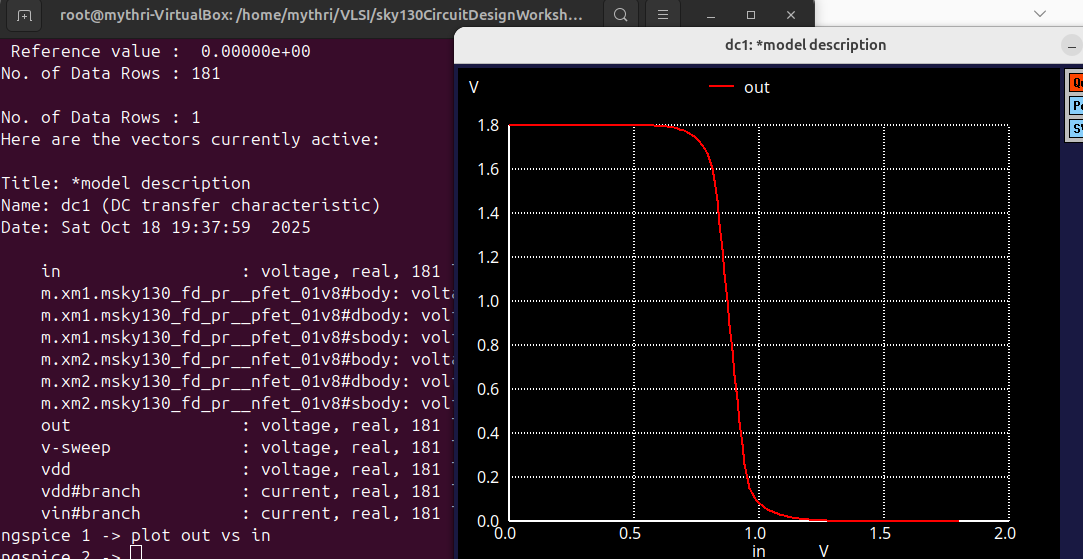 root@mythri-VirtualBox: /home/mythri/VLSI/sky130CircuitDesignWorksh...
Reference value :  0.00000e+00
No. of Data Rows : 181
No. of Data Rows : 1
Here are the vectors currently active:
Title: *model description
Name: dc1 (DC transfer characteristic)
Date: Sat Oct 18 19:37:59  2025
in : voltage, real, 181
m.xm1.msky130_fd_pr__pfet_01v8#body: volt
m.xm1.msky130_fd_pr__pfet_01v8#dbody: vol
m.xm1.msky130_fd_pr__pfet_01v8#sbody: vol
m.xm2.msky130_fd_pr__nfet_01v8#body: volt
m.xm2.msky130_fd_pr__nfet_01v8#dbody: vol
m.xm2.msky130_fd_pr__nfet_01v8#sbody: vol
out : voltage, real, 181
v-sweep : voltage, real, 181
vdd : voltage, real, 181
vdd#branch : current, real, 181
vin#branch : current, real, 181
ngspice 1 -> plot out vs in
ngspice 2 ->
dc1: *model description
V
out
1.8
1.6
1.4
1.2
1.0
0.8
0.6
0.4
0.2
0.0
0.0 0.5 1.0 1.5 2.0
in V